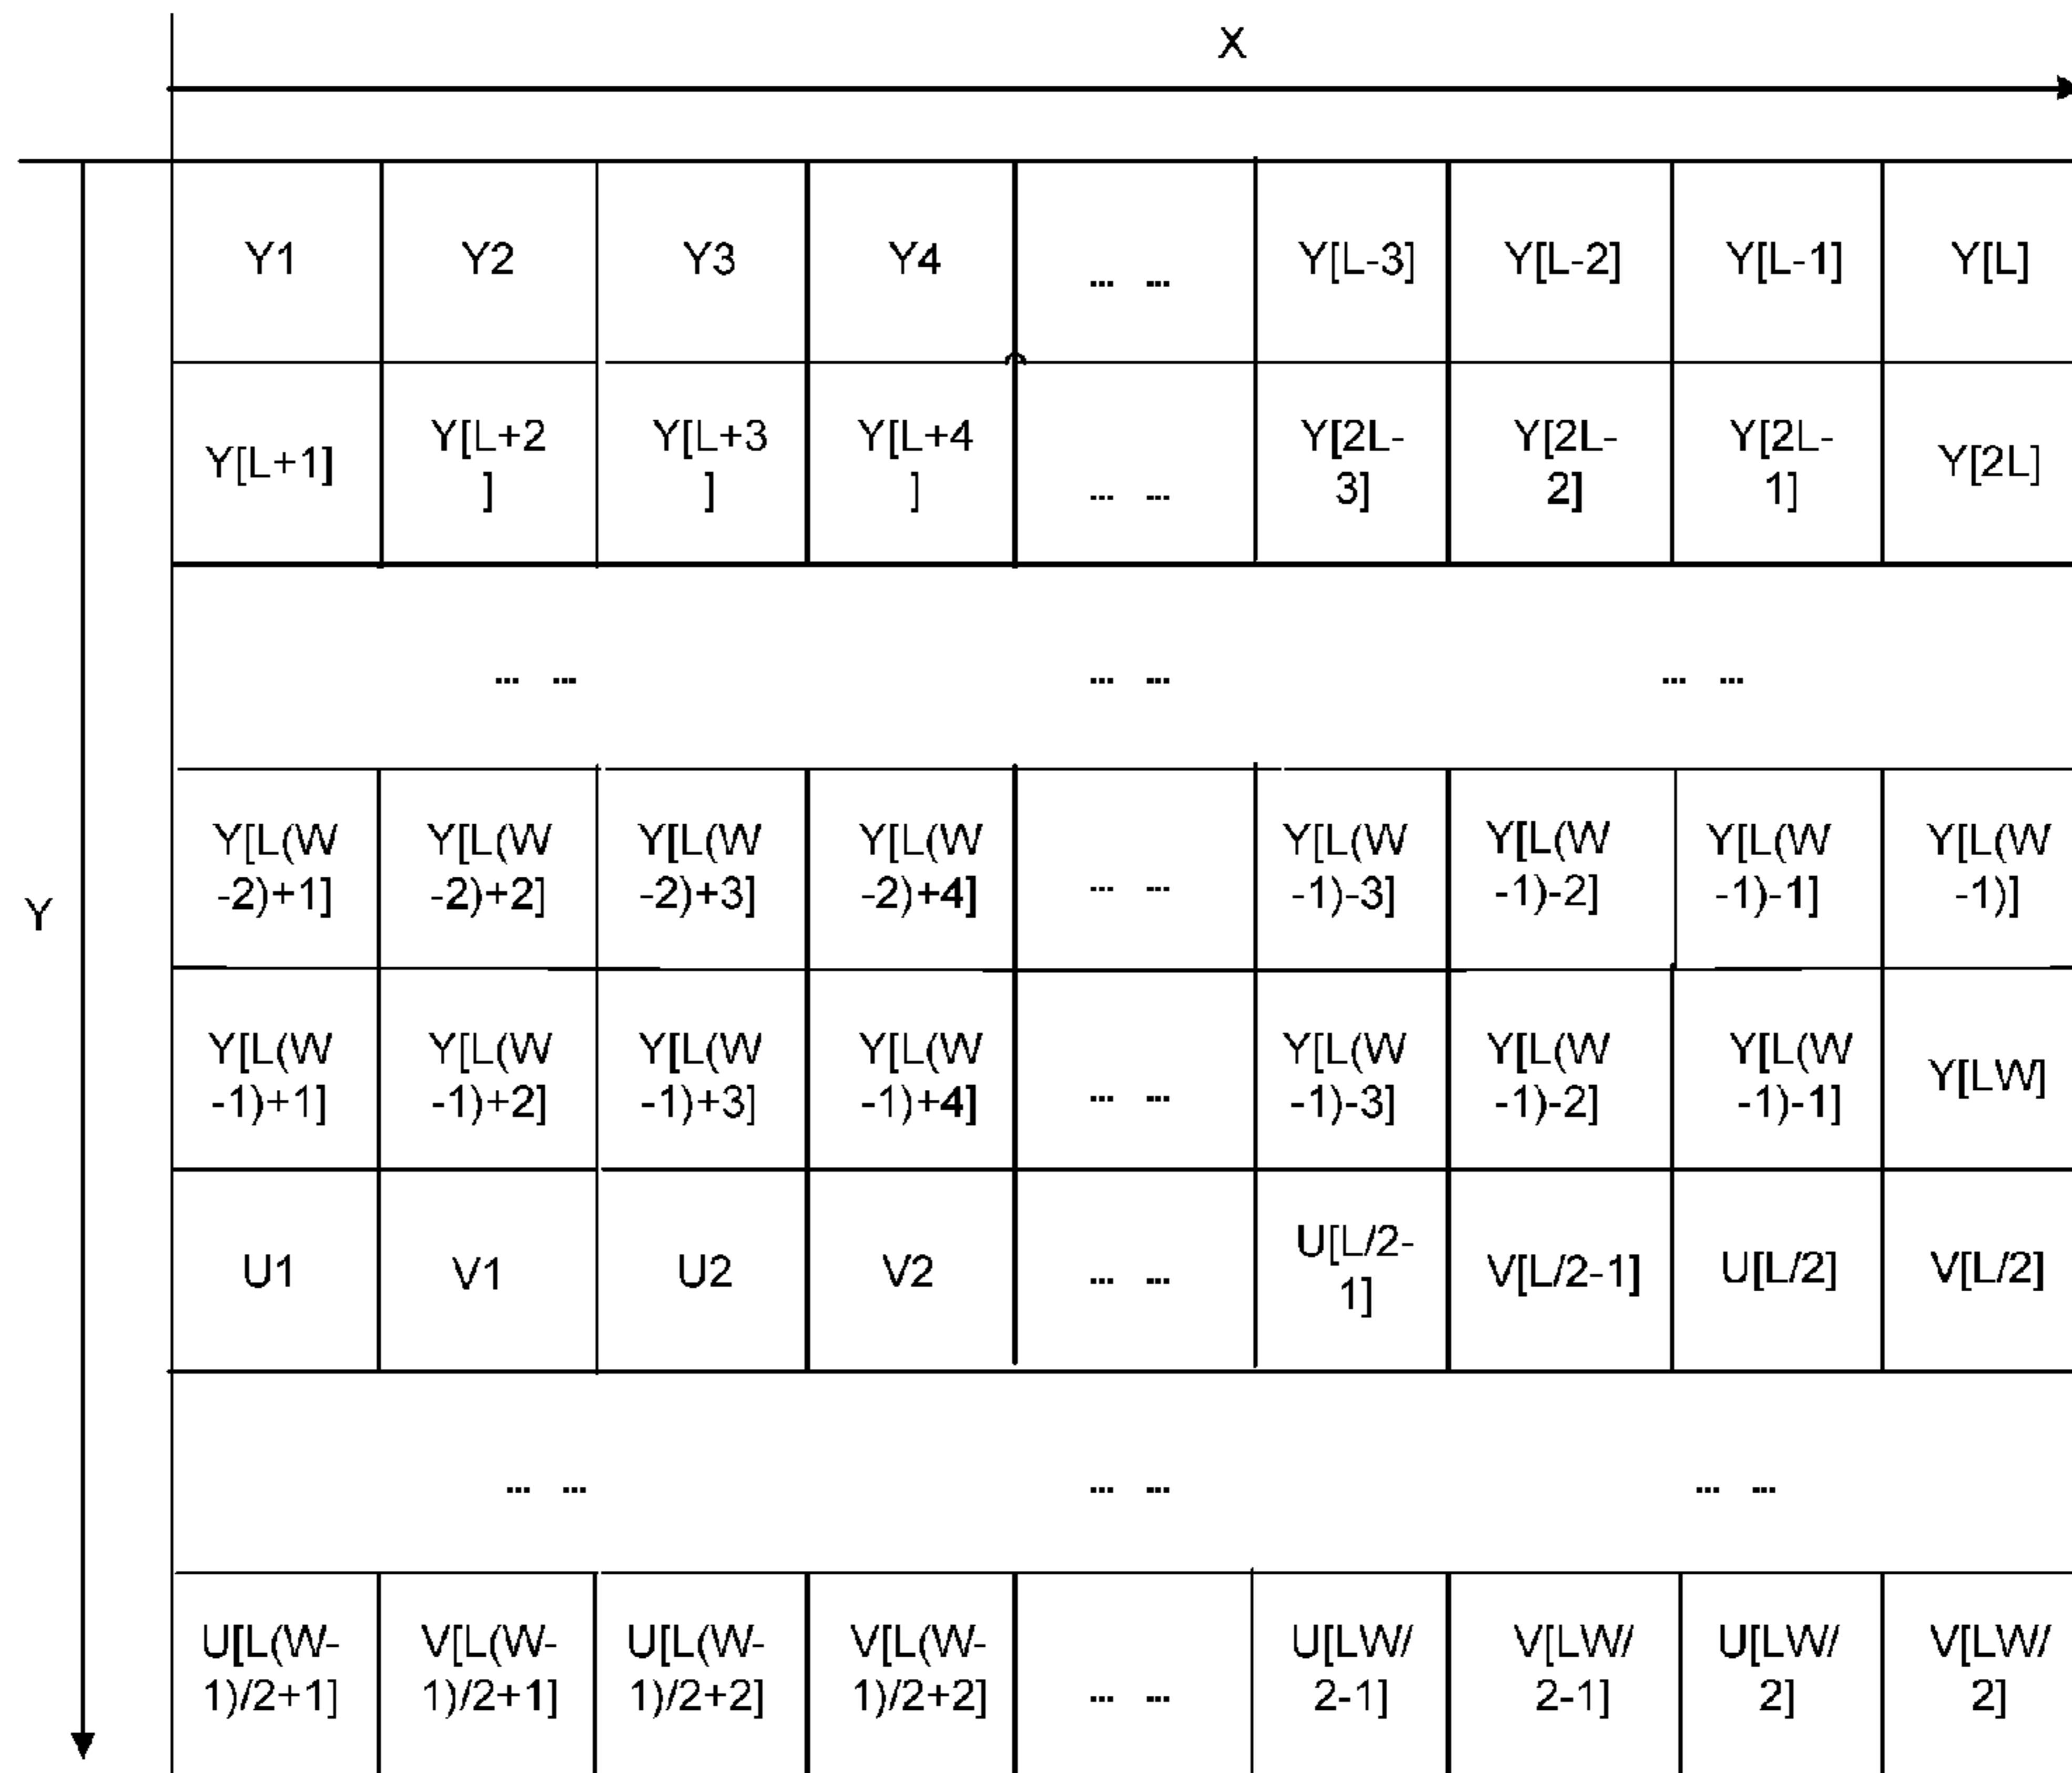 X
Y1 Y2 Y3 Y4 ... ... Y[L-3] Y[L-2] Y[L-1] Y[L]
Y[L+1] Y[L+2 Y[L+3 Y[L+4 ... ... Y[2L- Y[2L- Y[2L- Y[2L]
] ] ] 3] 2] 1]
... ... ... ... ... ...
Y
Y[L(W Y[L(W Y[L(W Y[L(W ... ... Y[L(W Y[L(W Y[L(W Y[L(W
-2)+1] -2)+2] -2)+3] -2)+4] -1)-3] -1)-2] -1)-1] -1)]
Y[L(W Y[L(W Y[L(W Y[L(W ... ... Y[L(W Y[L(W Y[L(W Y[LW]
-1)+1] -1)+2] -1)+3] -1)+4] -1)-3] -1)-2] -1)-1]
U1 V1 U2 V2 ... ... U[L/2- V[L/2-1] U[L/2] V[L/2]
1]
... ... ... ... ... ...
U[L(W- V[L(W- U[L(W- V[L(W- ... ... U[LW/ V[LW/ U[LW/ V[LW/
1)/2+1] 1)/2+1] 1)/2+2] 1)/2+2] 2-1] 2-1] 2] 2]